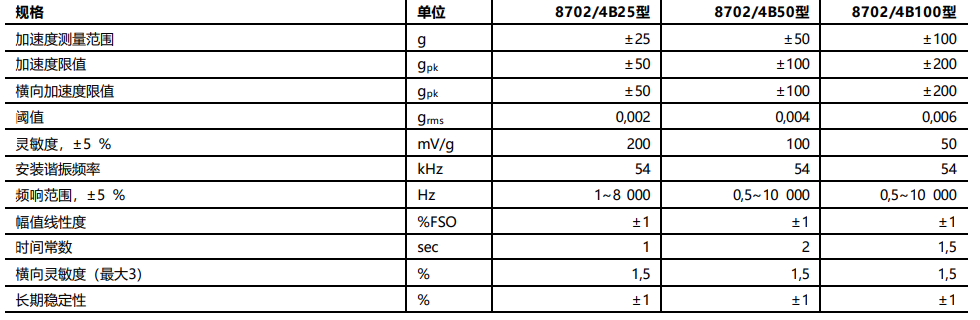 规格 单位 8702/4B25型 8702/4B50型 8702/4B100型
加速度测量范围 g ±25 ±50 ±100
加速度限值 gpk ±50 ±100 ±200
横向加速度限值 gpk ±50 ±100 ±200
阈值 grms 0,002 0,004 0,006
灵敏度，±5 % mV/g 200 100 50
安装谐振频率 kHz 54 54 54
频响范围，±5 % Hz 1~8 000 0,5~10 000 0,5~10 000
幅值线性度 %FSO ±1 ±1 ±1
时间常数 sec 1 2 1,5
横向灵敏度（最大3） % 1,5 1,5 1,5
长期稳定性 % ±1 ±1 ±1